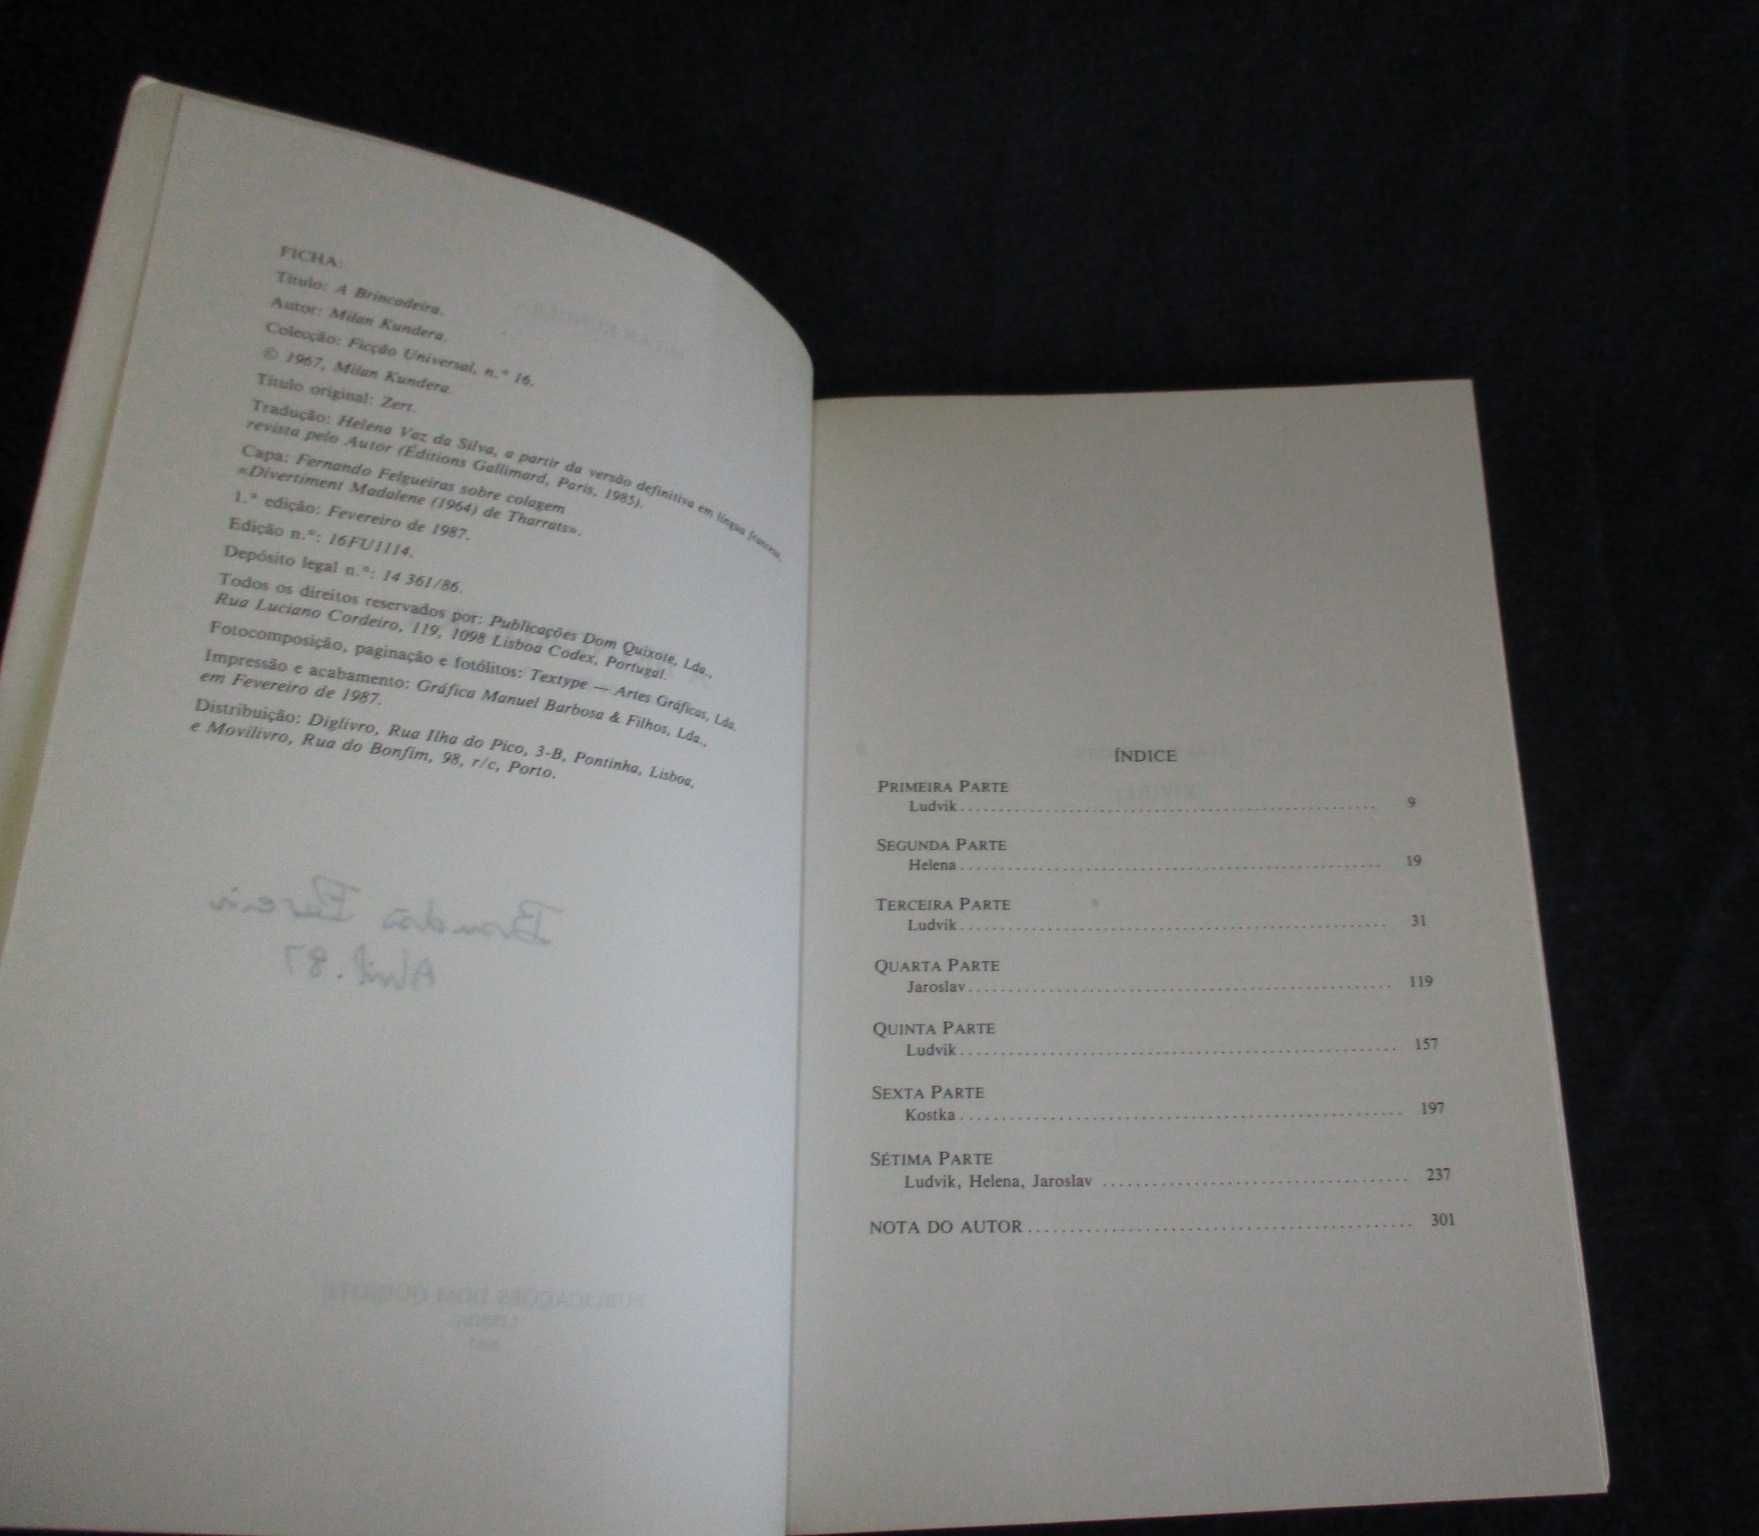 FICHA:
Título: A Brincadeira.
Autor: Milan Kundera.
Colecção: Ficção Universal, n.º 16.
© 1967, Milan Kundera.
Título original: Zert.
Tradução: Helena Vaz da Silva, a partir da versão definitiva em língua francesa,
revista pelo Autor (Éditions Gallimard, Paris, 1985).
Capa: Fernando Felgueiras sobre colagem
«Divertiment Madalene (1964) de Tharrats».
1.ª edição: Fevereiro de 1987.
Edição n.º: 16FU1114.
Depósito legal n.º: 14 361/86.
Todos os direitos reservados por: Publicações Dom Quixote, Lda.,
Rua Luciano Cordeiro, 119, 1098 Lisboa Codex, Portugal.
Fotocomposição, paginação e fotólitos: Textype — Artes Gráficas, Lda.
Impressão e acabamento: Gráfica Manuel Barbosa & Filhos, Lda.,
em Fevereiro de 1987.
Distribuição: Diglivro, Rua Ilha do Pico, 3-B, Pontinha, Lisboa,
e Movilivro, Rua do Bonfim, 98, r/c, Porto.
Abril. 87
PUBLICAÇÕES DOM QUIXOTE
LISBOA
1987
ÍNDICE
PRIMEIRA PARTE
Ludvik 9
SEGUNDA PARTE
Helena 19
TERCEIRA PARTE
Ludvik 31
QUARTA PARTE
Jaroslav 119
QUINTA PARTE
Ludvik 157
SEXTA PARTE
Kostka 197
SÉTIMA PARTE
Ludvik, Helena, Jaroslav 237
NOTA DO AUTOR 301